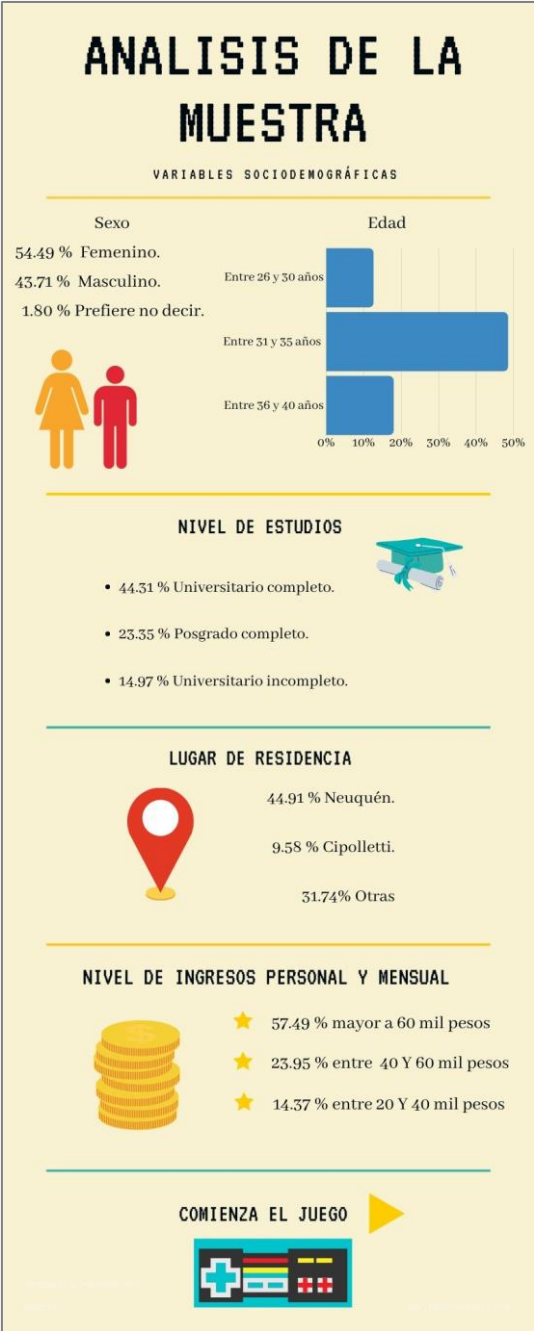 ANALISIS DE LA
MUESTRA
VARIABLES SOCIODEMOGRÁFICAS
Sexo
54.49 % Femenino.
43.71 % Masculino.
1.80 % Prefiere no decir.
Edad
Entre 26 y 30 años
Entre 31 y 35 años
Entre 36 y 40 años
0% 10% 20% 30% 40% 50%
NIVEL DE ESTUDIOS
• 44.31 % Universitario completo.
• 23.35 % Posgrado completo.
• 14.97 % Universitario incompleto.
LUGAR DE RESIDENCIA
44.91 % Neuquén.
9.58 % Cipolletti.
31.74% Otras
NIVEL DE INGRESOS PERSONAL Y MENSUAL
57.49 % mayor a 60 mil pesos
23.95 % entre 40 Y 60 mil pesos
14.37 % entre 20 Y 40 mil pesos
COMIENZA EL JUEGO